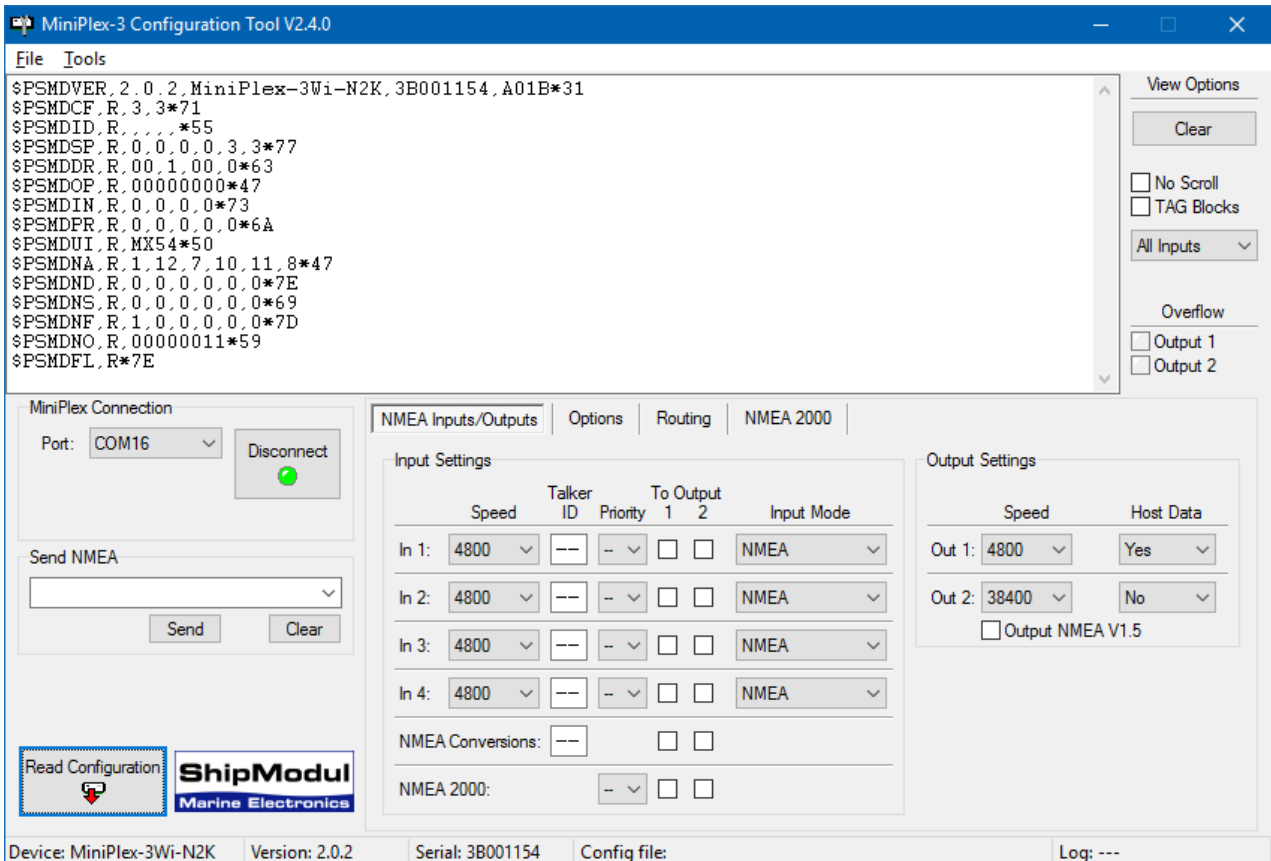 MiniPlex-3 Configuration Tool V2.4.0
File Tools
$PSMDVER,2.0.2,MiniPlex-3Wi-N2K,3B001154,A01B*31
$PSMDCF,R,3,3*71
$PSMDID,R,,,,,*55
$PSMDSP,R,0,0,0,0,3,3*77
$PSMDDR,R,00,1,00,0*63
$PSMDOP,R,00000000*47
$PSMDIN,R,0,0,0,0*73
$PSMDPR,R,0,0,0,0,0*6A
$PSMDUI,R,MX54*50
$PSMDNA,R,1,12,7,10,11,8*47
$PSMDND,R,0,0,0,0,0,0*7E
$PSMDNS,R,0,0,0,0,0,0*69
$PSMDNF,R,1,0,0,0,0,0*7D
$PSMDNO,R,00000011*59
$PSMDFL,R*7E
View Options
Clear
No Scroll
TAG Blocks
All Inputs
Overflow
Output 1
Output 2
MiniPlex Connection
Port: COM16
Disconnect
Send NMEA
Send Clear
Read Configuration
ShipModul
Marine Electronics
NMEA Inputs/Outputs Options Routing NMEA 2000
Input Settings
Talker To Output
Speed ID Priority 1 2 Input Mode
In 1: 4800 -- -- NMEA
In 2: 4800 -- -- NMEA
In 3: 4800 -- -- NMEA
In 4: 4800 -- -- NMEA
NMEA Conversions: --
NMEA 2000: --
Output Settings
Speed Host Data
Out 1: 4800 Yes
Out 2: 38400 No
Output NMEA V1.5
Device: MiniPlex-3Wi-N2K Version: 2.0.2 Serial: 3B001154 Config file: Log: ---